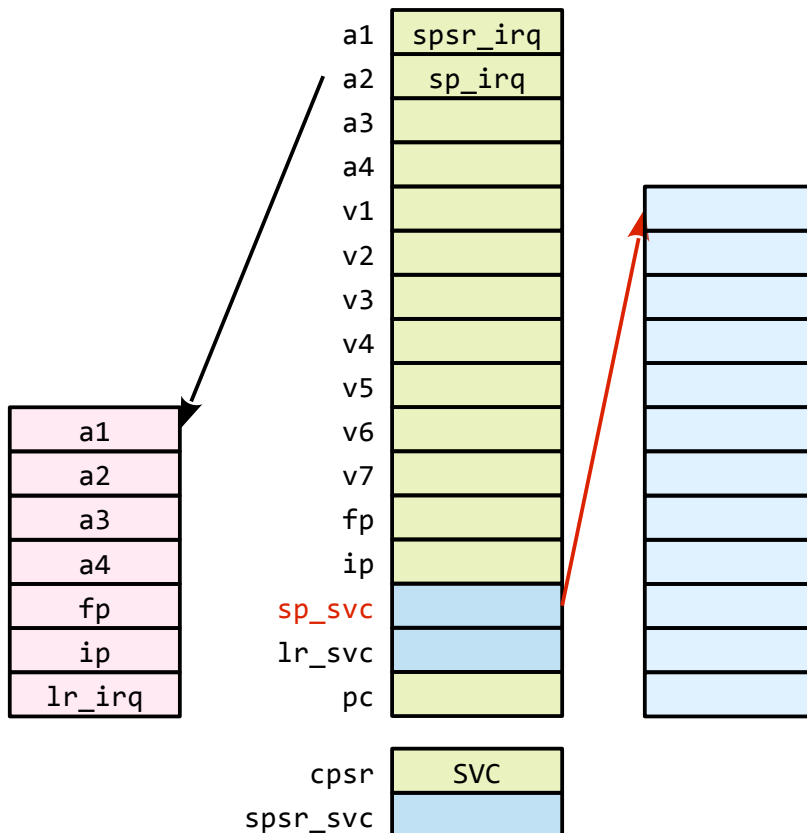 a1 spsr_irq
a2 sp_irq
a3
a4
v1
v2
v3
v4
v5
v6
v7
fp
ip
sp_svc
lr_svc
pc
a1
a2
a3
a4
fp
ip
lr_irq
cpsr SVC
spsr_svc